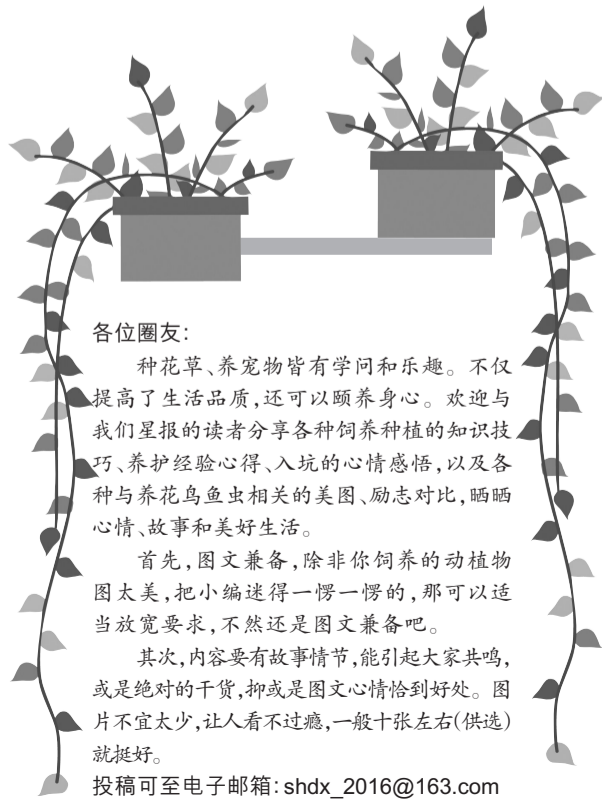 各位圈友:
种花草、养宠物皆有学问和乐趣。不仅
提高了生活品质,还可以颐养身心。欢迎与
我们星报的读者分享各种饲养种植的知识技
巧、养护经验心得、入坑的心情感悟,以及各
种与养花鸟鱼虫相关的美图、励志对比,晒晒
心情、故事和美好生活。
首先,图文兼备,除非你饲养的动植物
图太美,把小编迷得一愣一愣的,那可以适
当放宽要求,不然还是图文兼备吧。
其次,内容要有故事情节,能引起大家共鸣,
或是绝对的干货,抑或是图文心情恰到好处。图
片不宜太少,让人看不过瘾,一般十张左右(供选)
就挺好。
投稿可至电子邮箱:shdx_2016@163.com